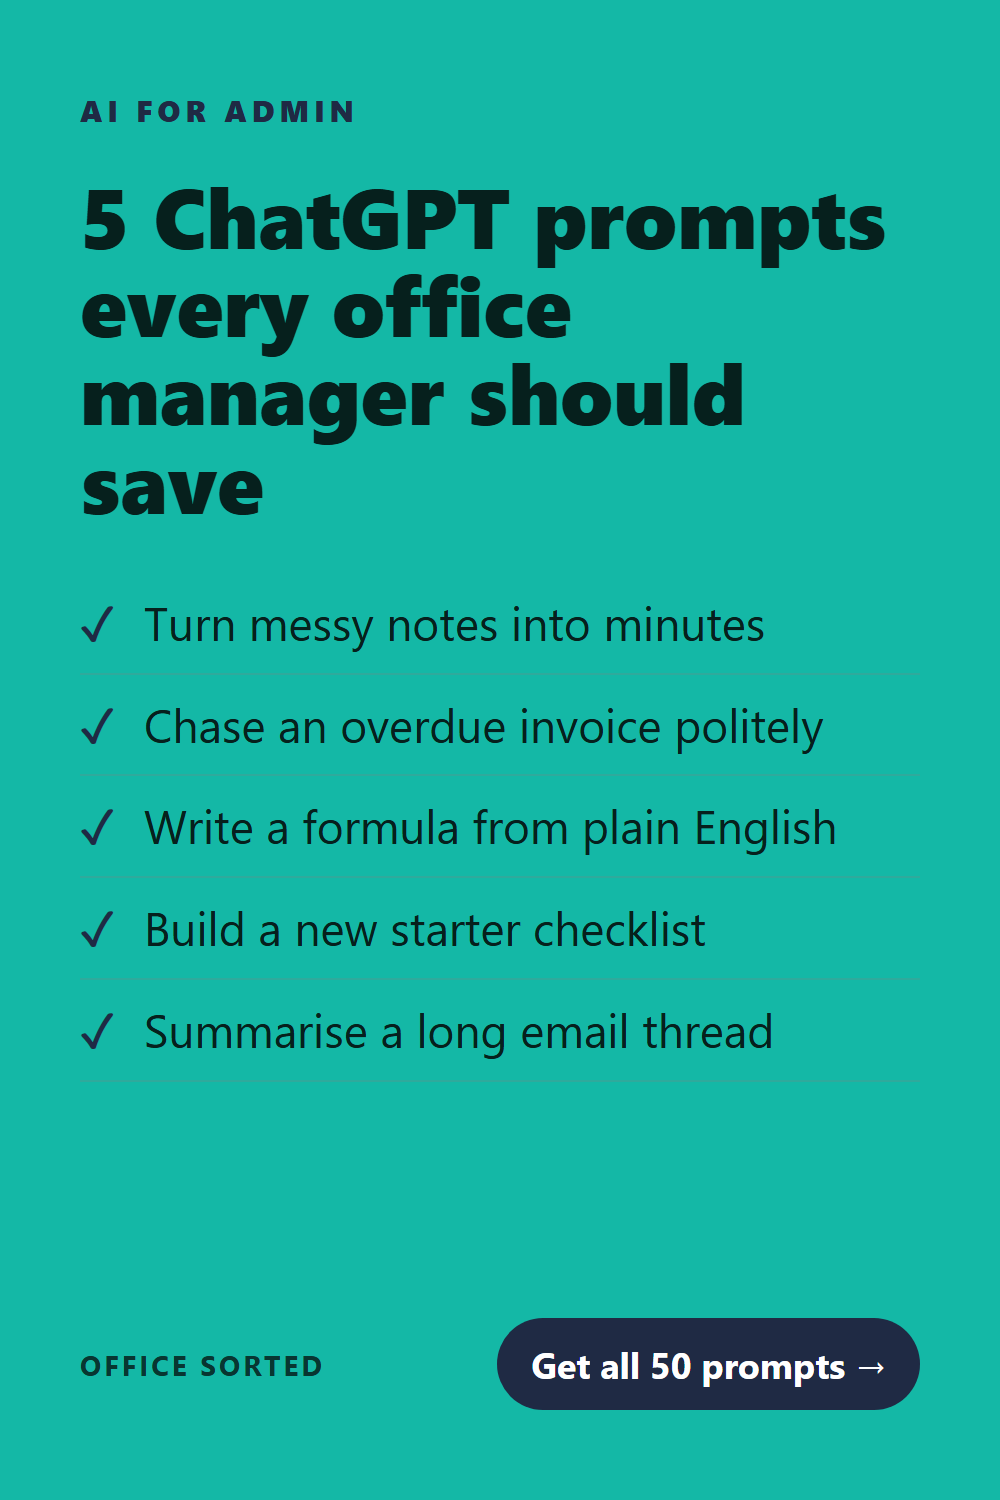 AI FOR ADMIN
5 ChatGPT prompts
every office
manager should
save
✓ Turn messy notes into minutes
✓ Chase an overdue invoice politely
✓ Write a formula from plain English
✓ Build a new starter checklist
✓ Summarise a long email thread
OFFICE SORTED
Get all 50 prompts →